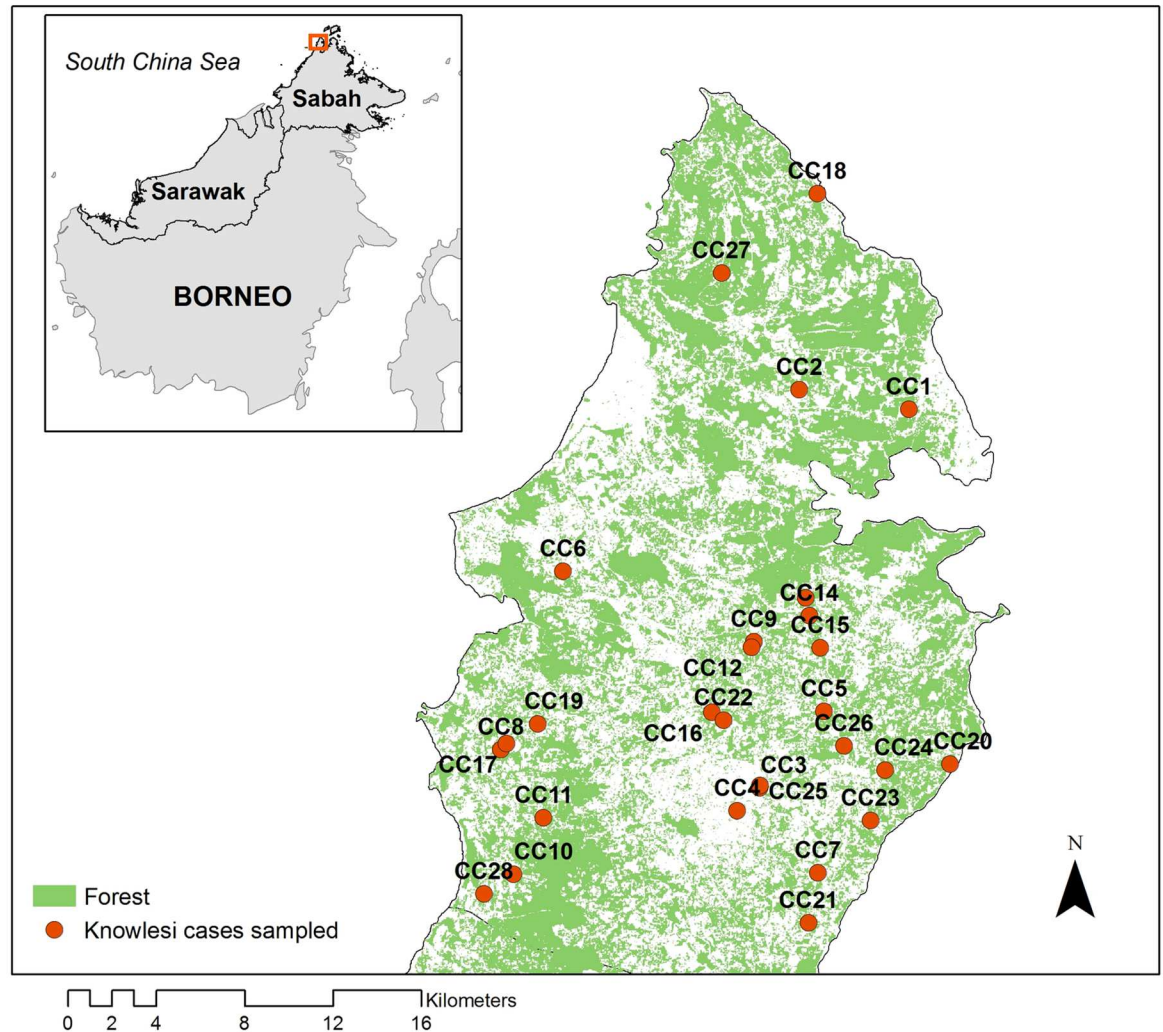 South China Sea
Sabah
Sarawak
BORNEO
CC18
CC27
CC2
CC1
CC6
CC14
CC9
CC15
CC12
CC22
CC5
CC19
CC16
CC8
CC26
CC17
CC24
CC20
CC3
CC4
CC25
CC11
CC23
CC10
CC7
CC28
CC21
Forest
Knowlesi cases sampled
N
Kilometers
0 2 4 8 12 16